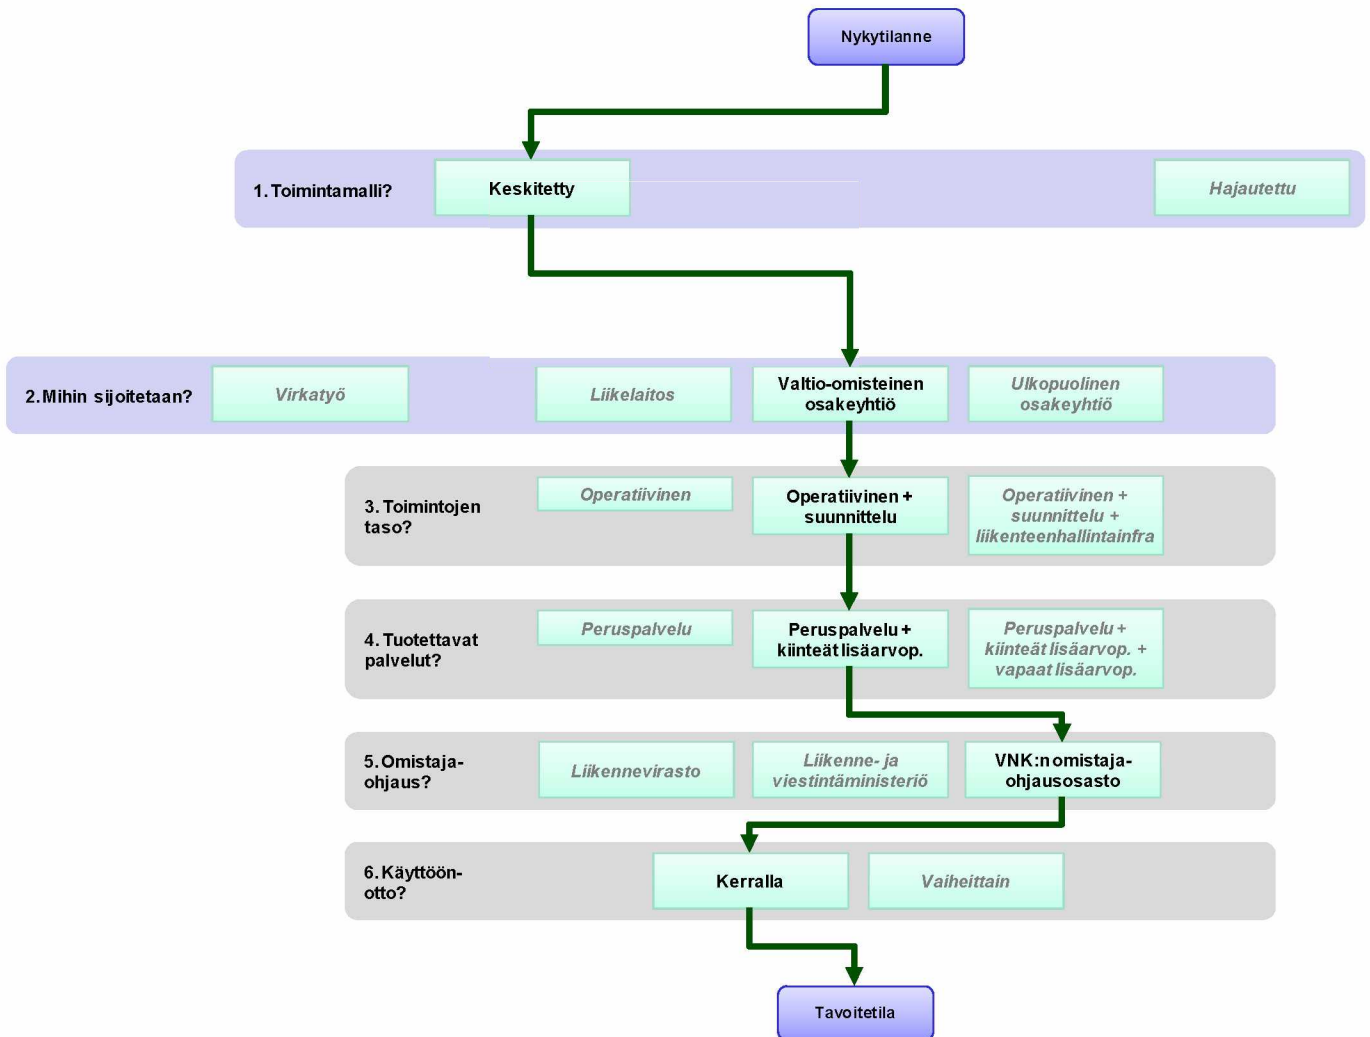 Nykytilanne
1. Toimintamalli?
Keskitetty
Hajautettu
2. Mihin sijoitetaan?
Virkatyö
Liikelaitos
Valtio-omisteinen
osakeyhtiö
Ulkopuolinen
osakeyhtiö
3. Toimintojen
taso?
Operatiivinen
Operatiivinen +
suunnittelu
Operatiivinen +
suunnittelu +
liikenteenhallintainfra
4. Tuotettavat
palvelut?
Peruspalvelu
Peruspalvelu +
kiinteät lisäarvop.
Peruspalvelu +
kiinteät lisäarvop. +
vapaat lisäarvop.
5. Omistaja-
ohjaus?
Liikennevirasto
Liikenne- ja
viestintäministeriö
VNK:n omistaja-
ohjausosasto
6. Käyttöön-
otto?
Kerralla
Vaiheittain
Tavoitetila